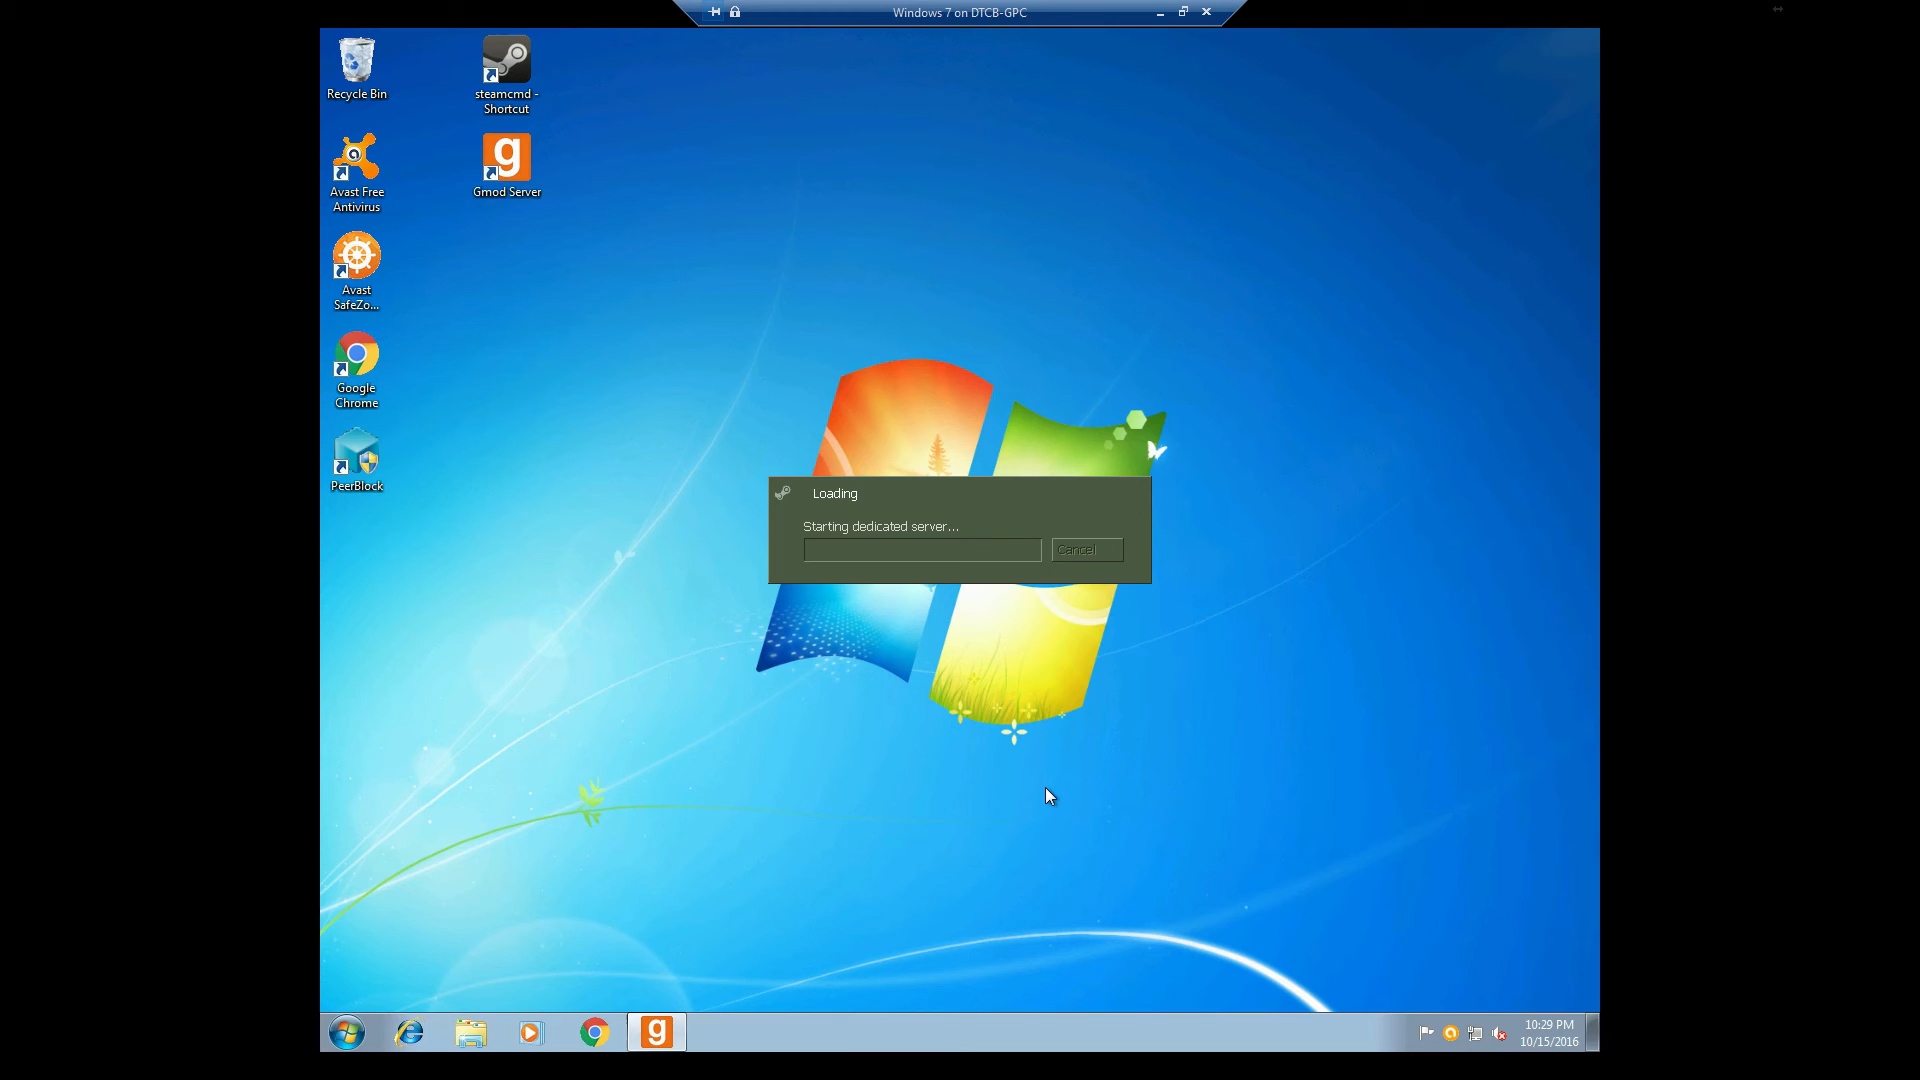 Windows 7 on DTCB-GPC
Recycle Bin
steamcmd -
Shortcut
Avast Free
Antivirus
g
Gmod Server
Avast
SafeZo...
Google
Chrome
PeerBlock
Loading
Starting dedicated server...
Cancel
g
10:29 PM
10/15/2016